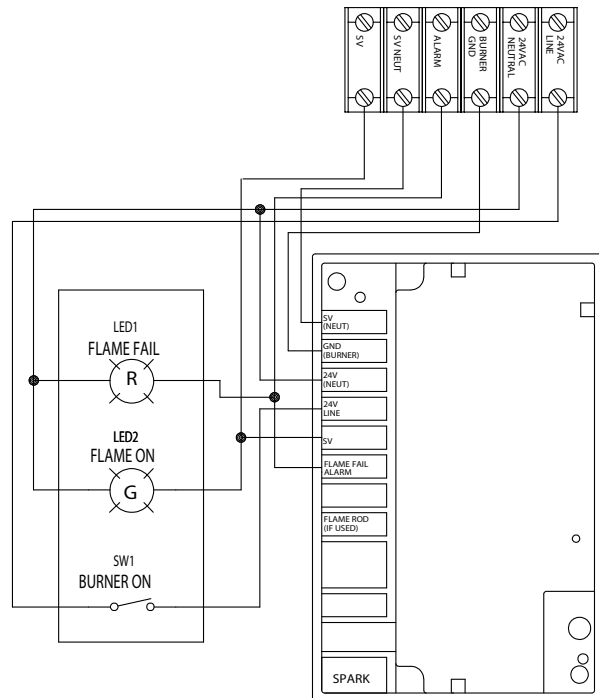 SV
SV NEUT
ALARM
BURNER
GND
24VAC
NEUTRAL
24VAC
LINE
LED1
FLAME FAIL
R
LED2
FLAME ON
G
SW1
BURNER ON
SV
(NEUT)
GND
(BURNER)
24V
(NEUT)
24V
LINE
SV
FLAME FAIL
ALARM
FLAME ROD
(IF USED)
SPARK